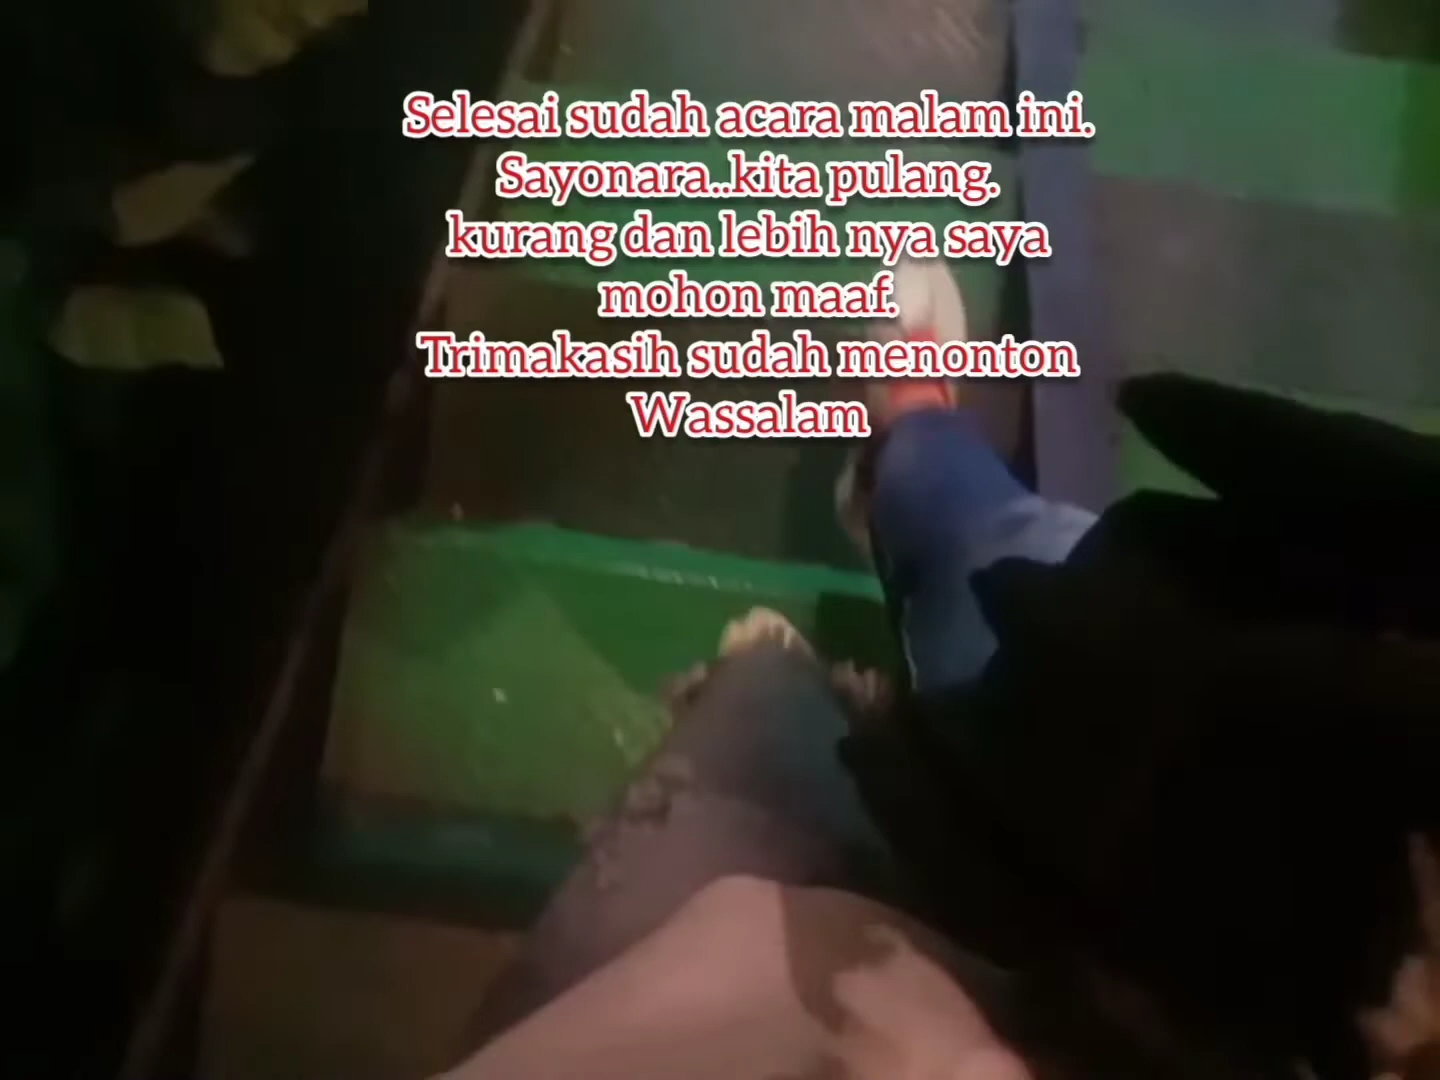 Selesai sudah acara malam ini.
Sayonara..kita pulang.
kurang dan lebih nya saya
mohon maaf.
Trimakasih sudah menonton
Wassalam